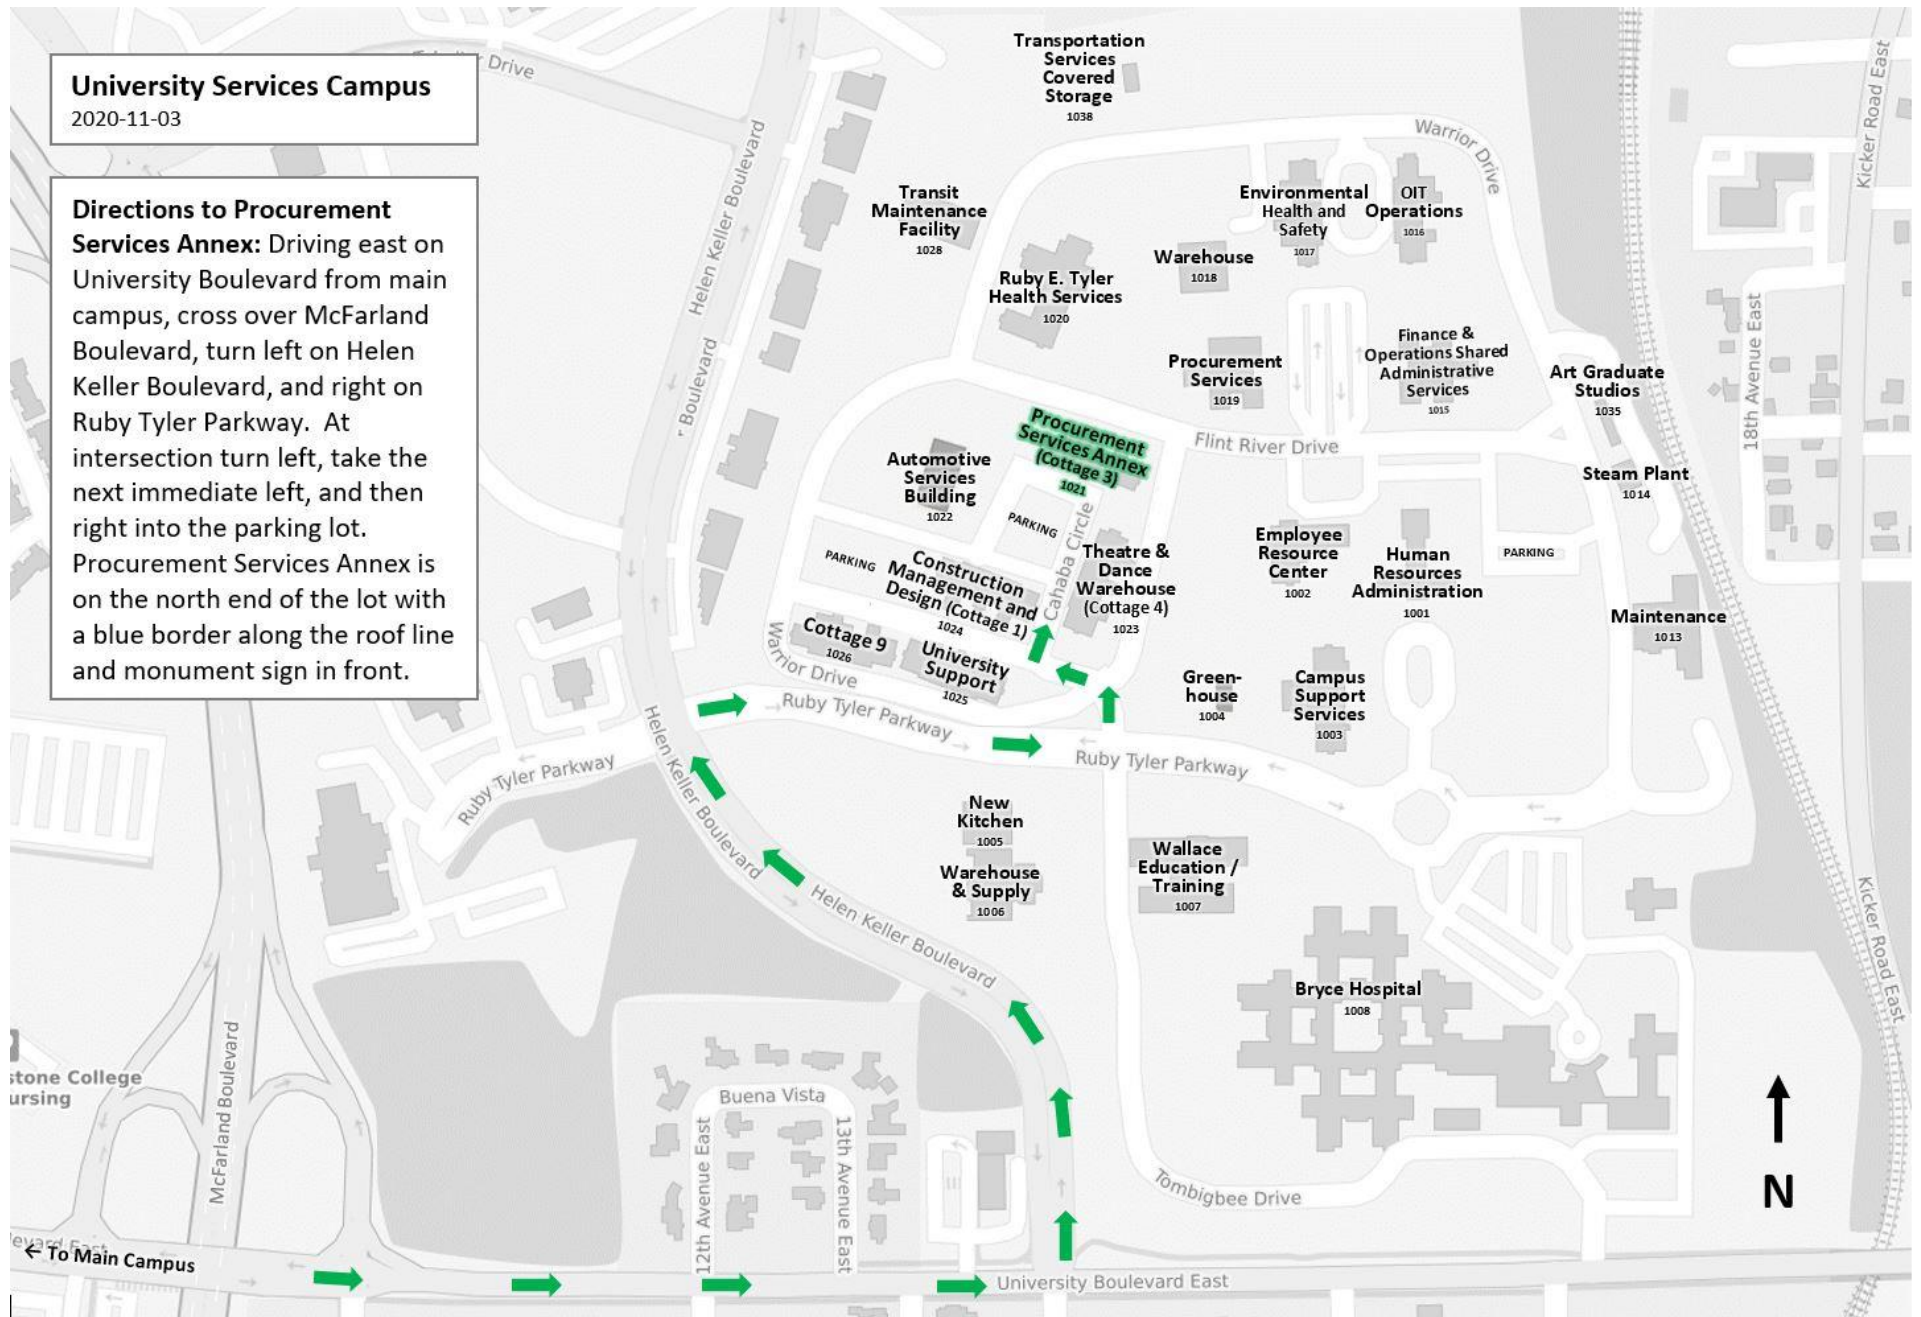 University Services Campus
2020-11-03
Directions to Procurement
Services Annex: Driving east on
University Boulevard from main
campus, cross over McFarland
Boulevard, turn left on Helen
Keller Boulevard, and right on
Ruby Tyler Parkway. At
intersection turn left, take the
next immediate left, and then
right into the parking lot.
Procurement Services Annex is
on the north end of the lot with
a blue border along the roof line
and monument sign in front.
Drive
Transportation
Services
Covered
Storage
1038
Warrior Drive
Kicker Road East
Helen Keller Boulevard
Transit
Maintenance
Facility
1028
Environmental
Health and
Safety
1017
OIT
Operations
1016
Warehouse
1018
Ruby E. Tyler
Health Services
1020
Boulevard
Procurement
Services
1019
Finance &
Operations Shared
Administrative
Services
1015
Art Graduate
Studios
1035
18th Avenue East
Procurement
Services Annex
(Cottage 3)
1021
Flint River Drive
Automotive
Services
Building
1022
Steam Plant
1014
PARKING
Cahaba Circle
PARKING
Construction
Management and
Design (Cottage 1)
1024
Theatre &
Dance
Warehouse
(Cottage 4)
1023
Employee
Resource
Center
1002
Human
Resources
Administration
1001
PARKING
Maintenance
1013
Cottage 9
1026
University
Support
1025
Warrior Drive
Ruby Tyler Parkway
Green-
house
1004
Campus
Support
Services
1003
Helen Keller Boulevard
Ruby Tyler Parkway
Ruby Tyler Parkway
New
Kitchen
1005
Warehouse
& Supply
1006
Wallace
Education /
Training
1007
Helen Keller Boulevard
Kicker Road East
Bryce Hospital
1008
McFarland Boulevard
stone College
ursing
Buena Vista
12th Avenue East
13th Avenue East
Tombigbee Drive
N
← To Main Campus
University Boulevard East